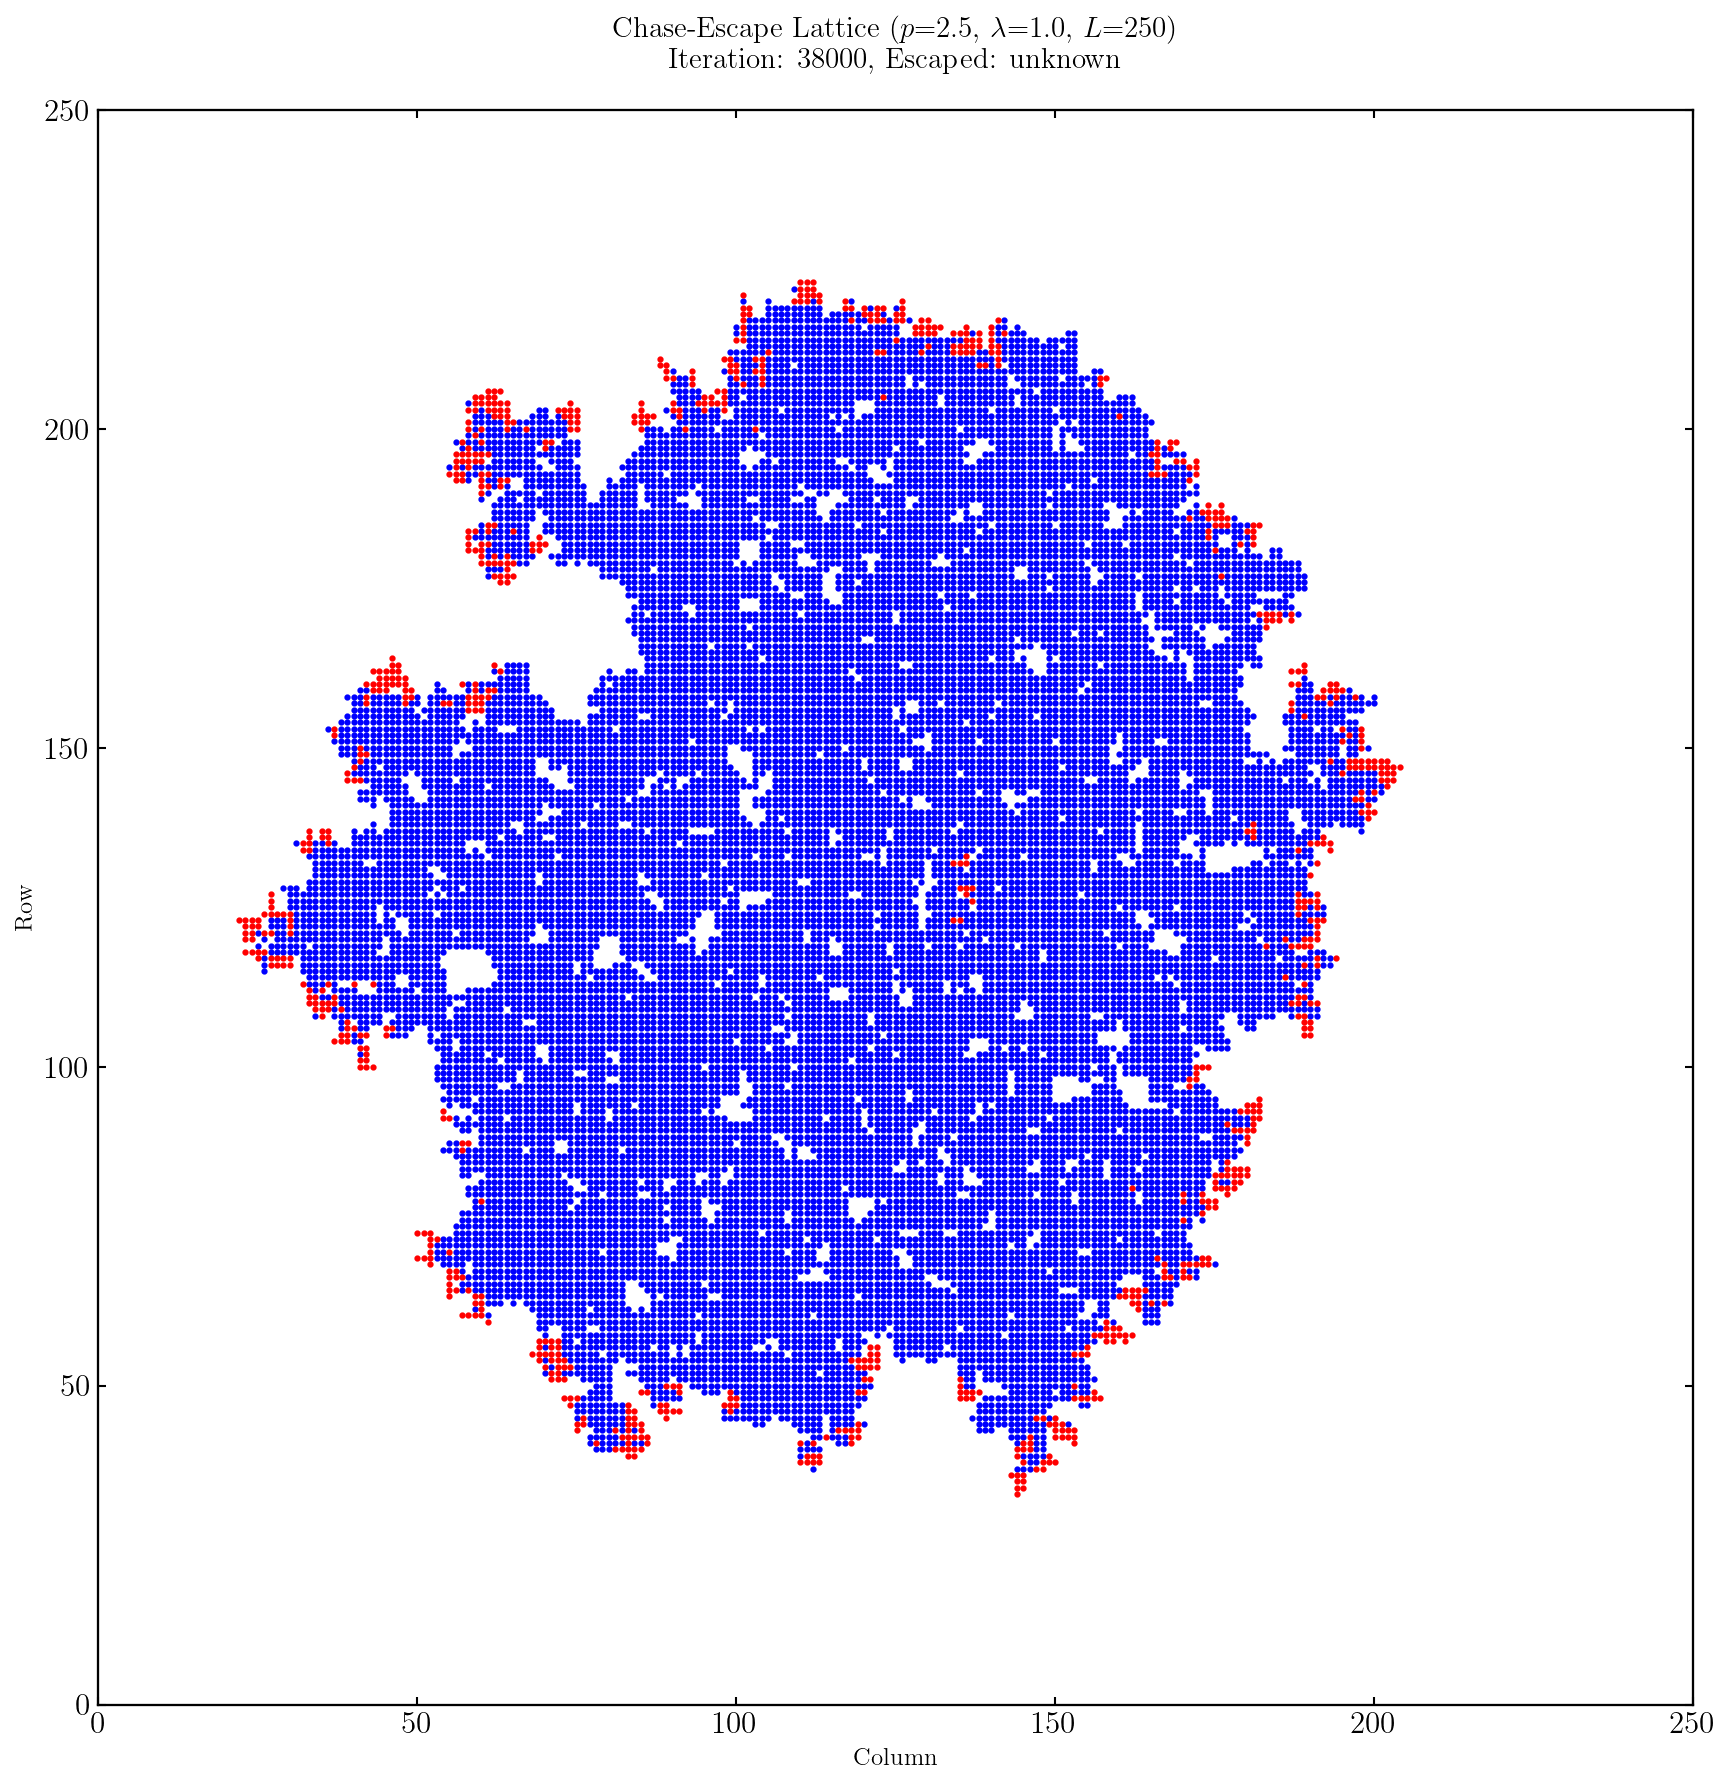 Chase-Escape Lattice (p=2.5, λ=1.0, L=250)
Iteration: 38000, Escaped: unknown
250
200
150
100
50
0
Row
0 50 100 150 200 250
Column